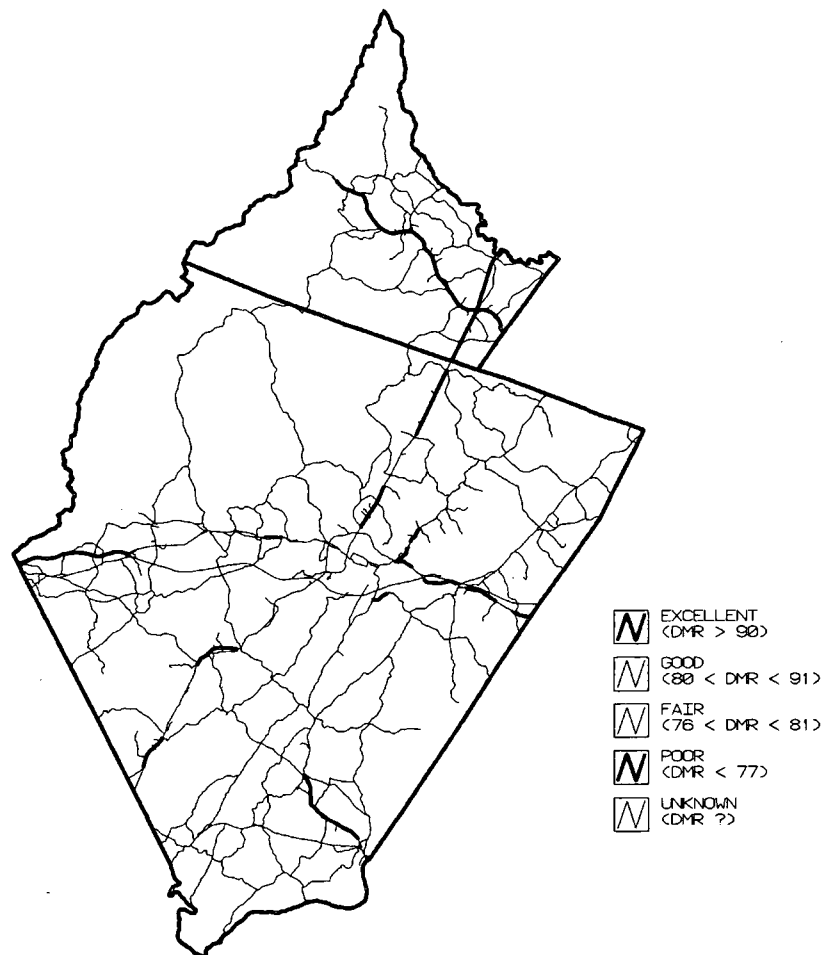 EXCELLENT
(DMR > 90)
GOOD
(80 < DMR < 91)
FAIR
(76 < DMR < 81)
POOR
(DMR < 77)
UNKNOWN
(DMR ?)